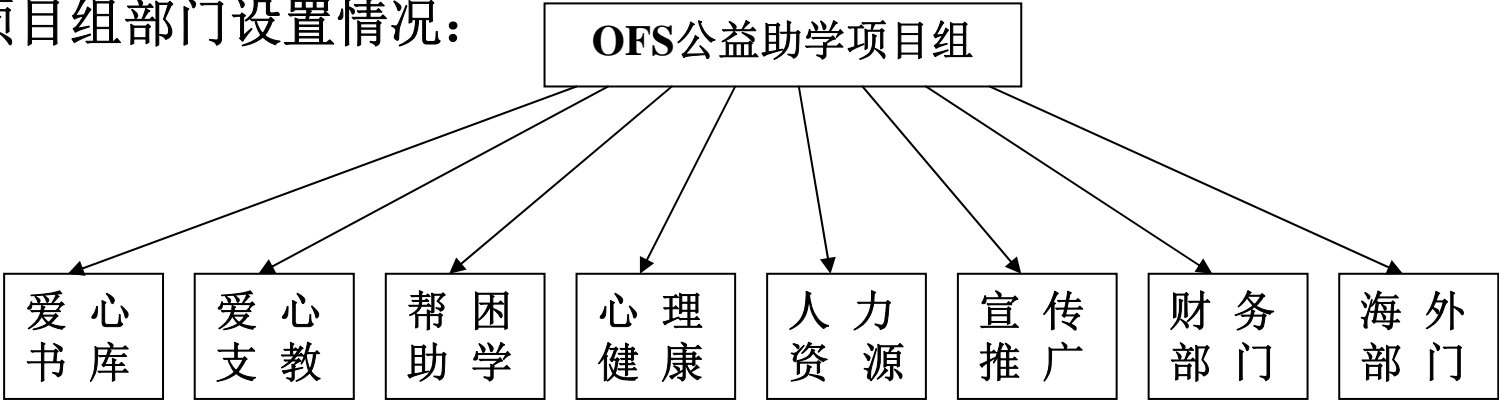 项目组部门设置情况：
OFS公益助学项目组
爱 心
书 库
爱 心
支 教
帮 困
助 学
心 理
健 康
人 力
资 源
宣 传
推 广
财 务
部 门
海 外
部 门